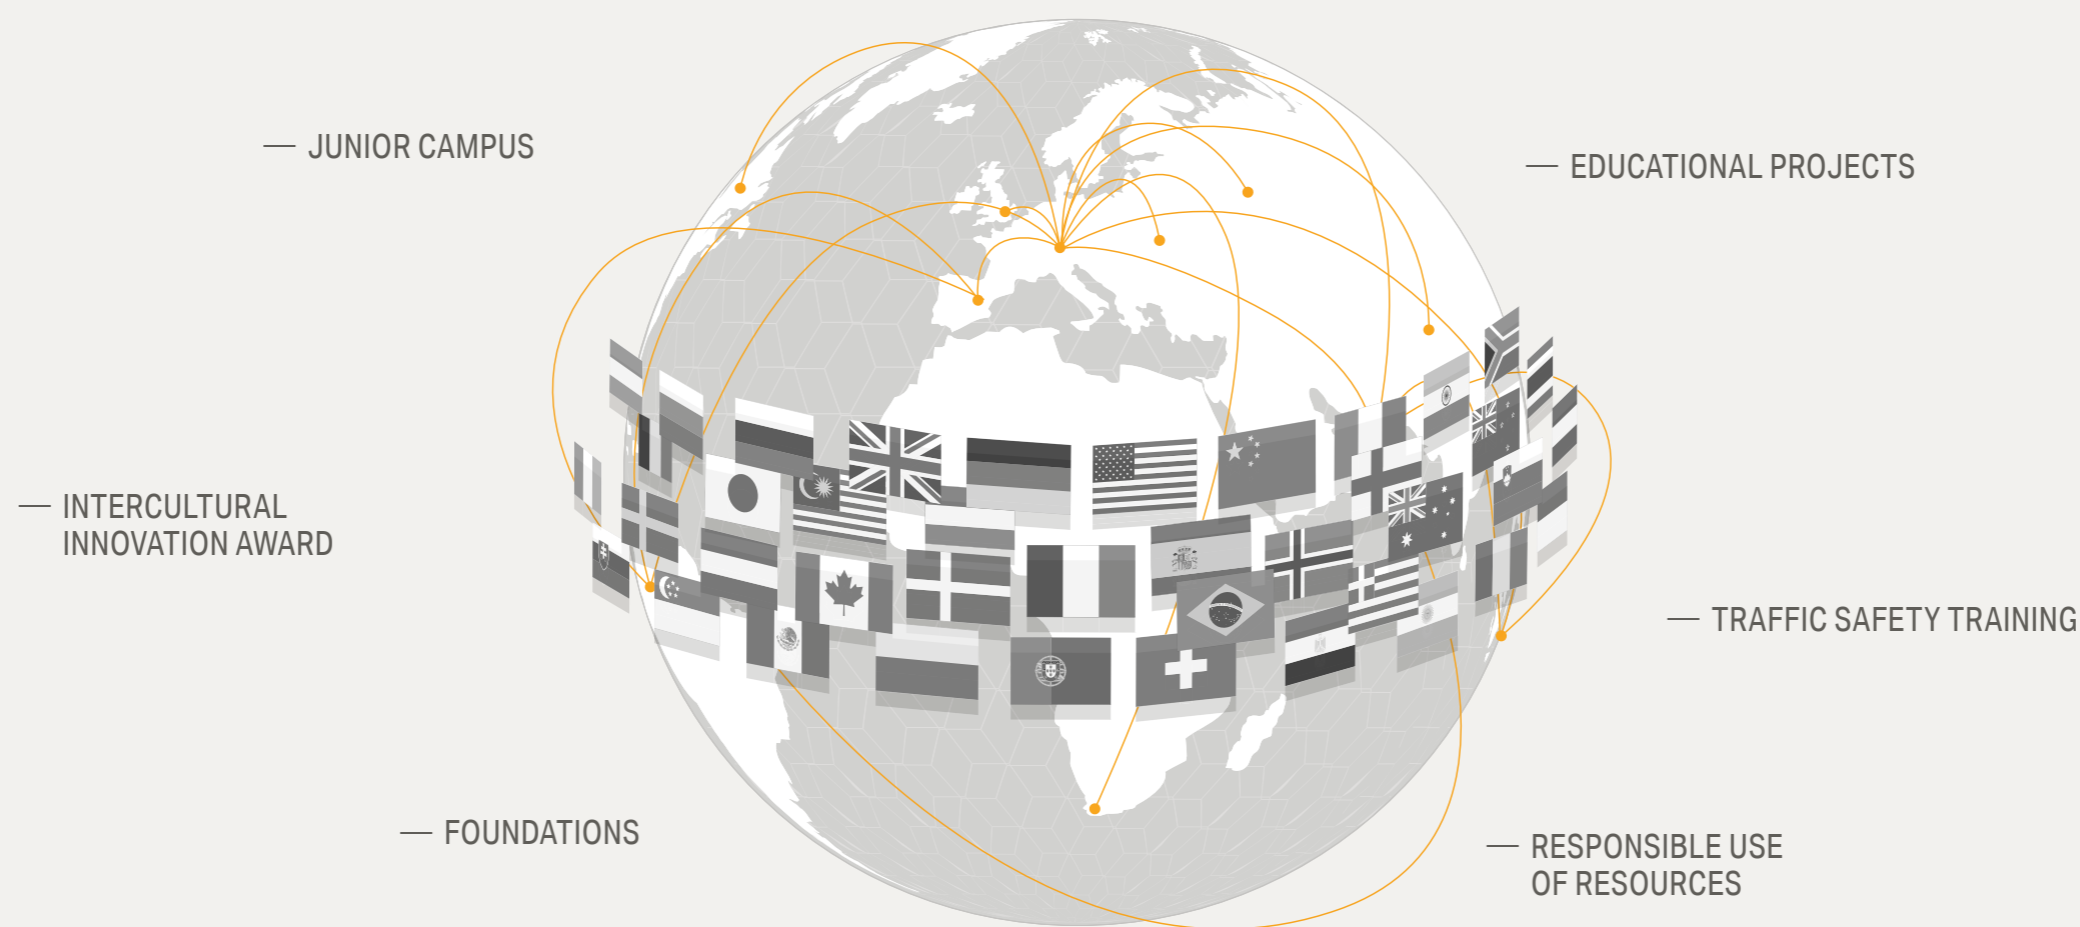 JUNIOR CAMPUS
EDUCATIONAL PROJECTS
INTERCULTURAL
INNOVATION AWARD
TRAFFIC SAFETY TRAINING
FOUNDATIONS
RESPONSIBLE USE
OF RESOURCES